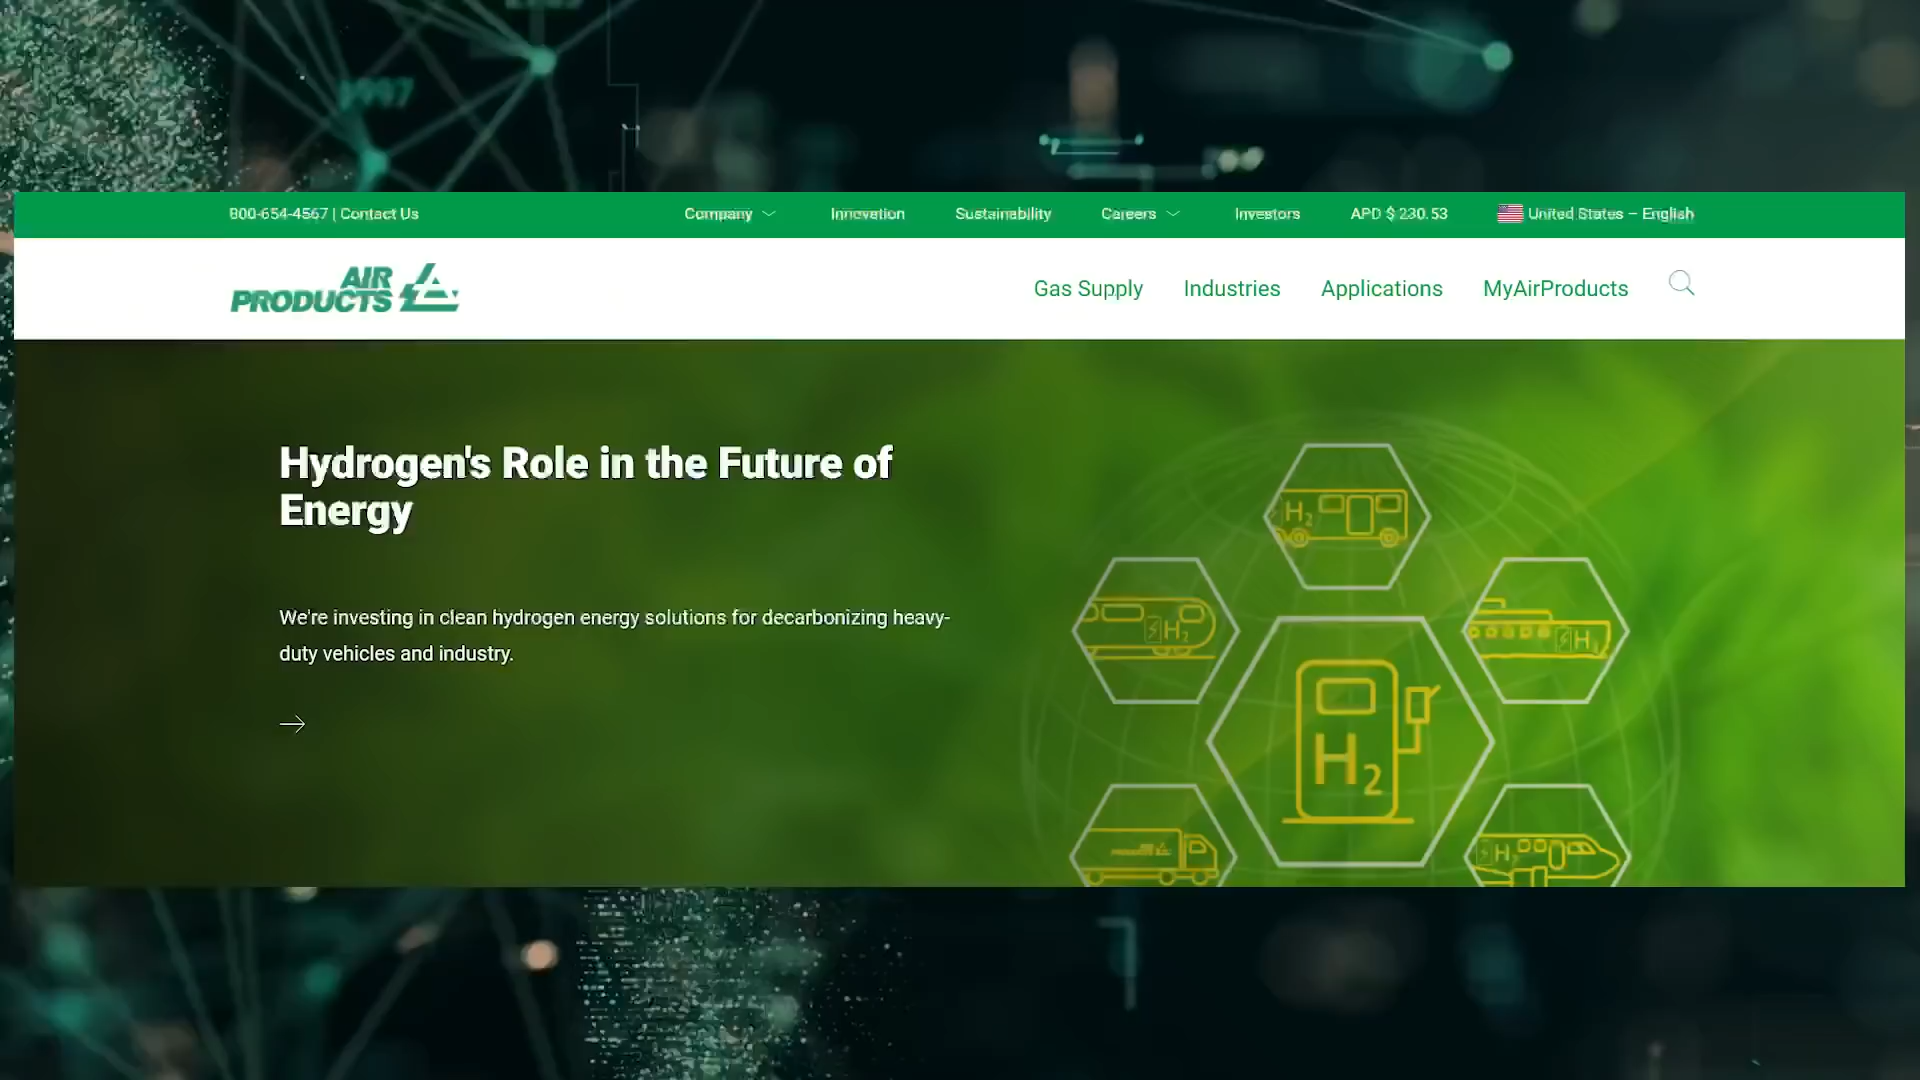 800-654-4567 | Contact Us
Company
Innovation
Sustainability
Careers
Investors
APD $ 230.53
United States – English
AIR
PRODUCTS
Gas Supply
Industries
Applications
MyAirProducts
Hydrogen's Role in the Future of
Energy
We're investing in clean hydrogen energy solutions for decarbonizing heavy-
duty vehicles and industry.
H2
H2
H2
H2
PRODUCTS
H2